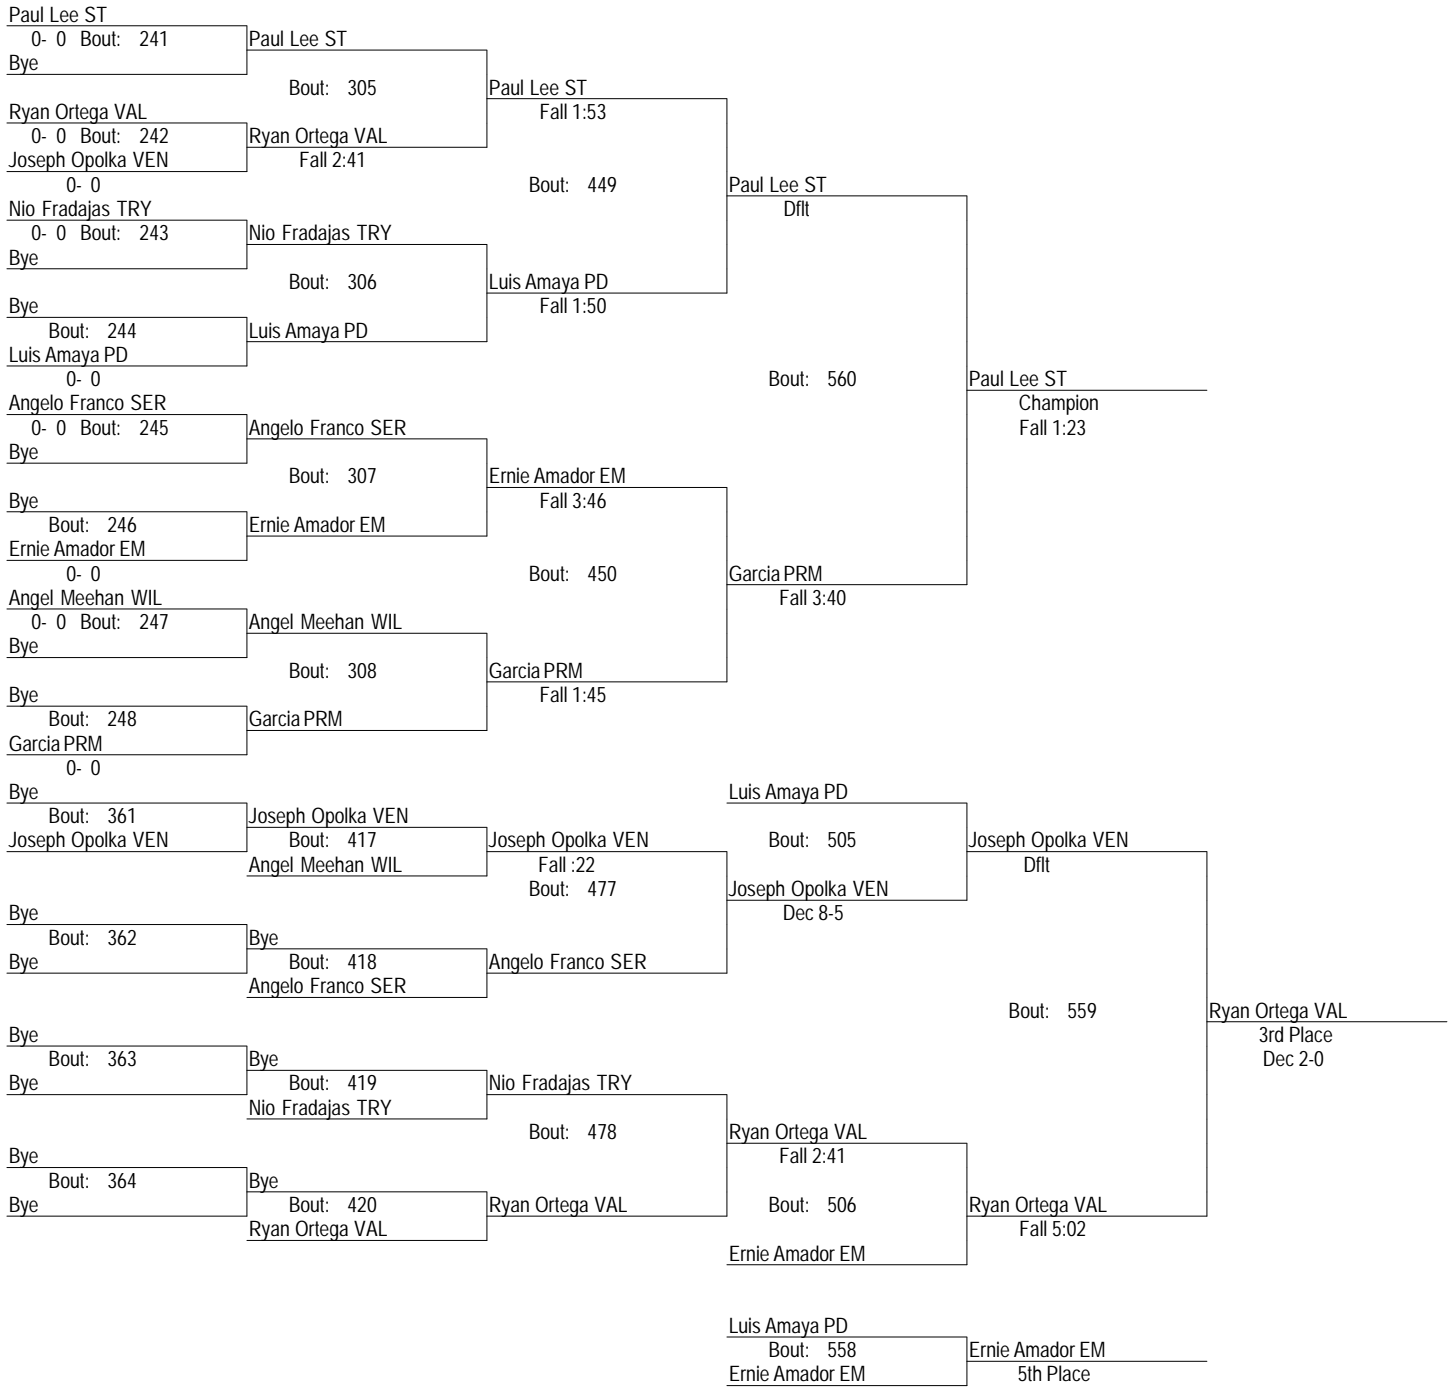 Paul Lee ST
0- 0 Bout: 241 Paul Lee ST
Bye
Bout: 305 Paul Lee ST
Ryan Ortega VAL Fall 1:53
0- 0 Bout: 242 Ryan Ortega VAL
Joseph Opolka VEN Fall 2:41
0- 0 Bout: 449 Paul Lee ST
Nio Fradajas TRY Dflt
0- 0 Bout: 243 Nio Fradajas TRY
Bye
Bout: 306 Luis Amaya PD
Bye Fall 1:50
Bout: 244 Luis Amaya PD
Luis Amaya PD
0- 0 Bout: 560 Paul Lee ST
Angelo Franco SER Champion
0- 0 Bout: 245 Angelo Franco SER Fall 1:23
Bye
Bout: 307 Ernie Amador EM
Bye Fall 3:46
Bout: 246 Ernie Amador EM
Ernie Amador EM
0- 0 Bout: 450 Garcia PRM
Angel Meehan WIL Fall 3:40
0- 0 Bout: 247 Angel Meehan WIL
Bye
Bout: 308 Garcia PRM
Bye Fall 1:45
Bout: 248 Garcia PRM
Garcia PRM
0- 0
Bye Luis Amaya PD
Bout: 361 Joseph Opolka VEN
Joseph Opolka VEN Bout: 417 Joseph Opolka VEN Bout: 505 Joseph Opolka VEN
Angel Meehan WIL Fall :22 Dflt
Bout: 477 Joseph Opolka VEN
Bye Dec 8-5
Bout: 362 Bye
Bye Bout: 418 Angelo Franco SER
Angelo Franco SER
Bout: 559 Ryan Ortega VAL
Bye 3rd Place
Bout: 363 Bye Dec 2-0
Bye Bout: 419 Nio Fradajas TRY
Nio Fradajas TRY
Bout: 478 Ryan Ortega VAL
Bye Fall 2:41
Bout: 364 Bye
Bye Bout: 420 Ryan Ortega VAL Bout: 506 Ryan Ortega VAL
Ryan Ortega VAL Fall 5:02
Ernie Amador EM
Luis Amaya PD
Bout: 558 Ernie Amador EM
Ernie Amador EM 5th Place